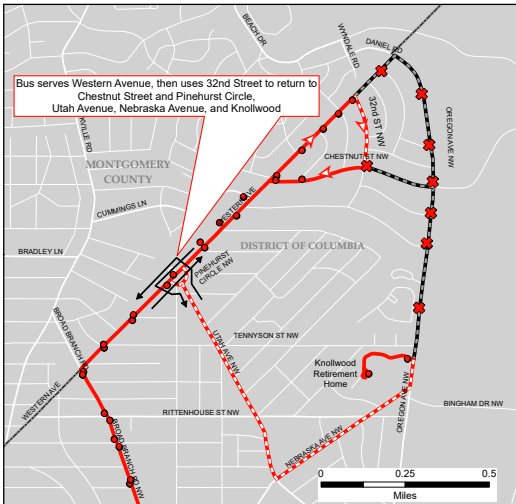 BEACH DR
WYNDALE RD
DANIEL RD
Bus serves Western Avenue, then uses 32nd Street to return to
Chestnut Street and Pinehurst Circle,
Utah Avenue, Nebraska Avenue, and Knollwood
32nd ST NW
OREGON AVE NW
KVILLE RD
CHESTNUT ST NW
MONTGOMERY
COUNTY
CUMMINGS LN
ESTERN AVE
DISTRICT OF COLUMBIA
BRADLEY LN
PINEHURST
CIRCLE NW
BROAD BRANCH RD
UTAH AVE NW
TENNYSON ST NW
Knollwood
Retirement
Home
WESTERN AVE
OREGON AVE NW
BINGHAM DR NW
RITTENHOUSE ST NW
BROAD BRANCH RD NW
NEBRASKA AVE NW
0 0.25 0.5
Miles